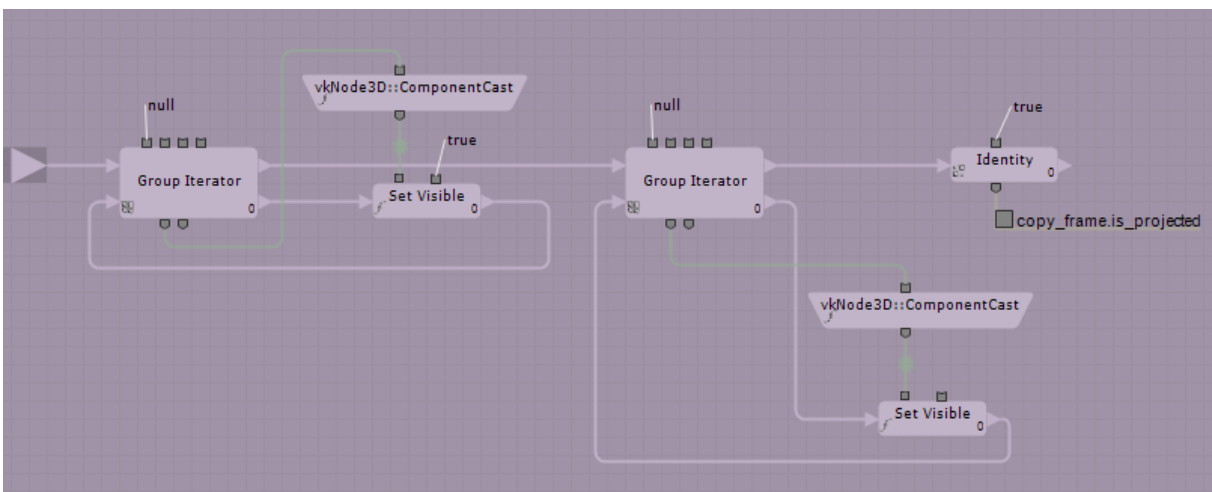 vkNode3D::ComponentCast
null
true
Group Iterator
0
Set Visible
0
null
true
Group Iterator
0
Identity
0
copy_frame.is_projected
vkNode3D::ComponentCast
Set Visible
0